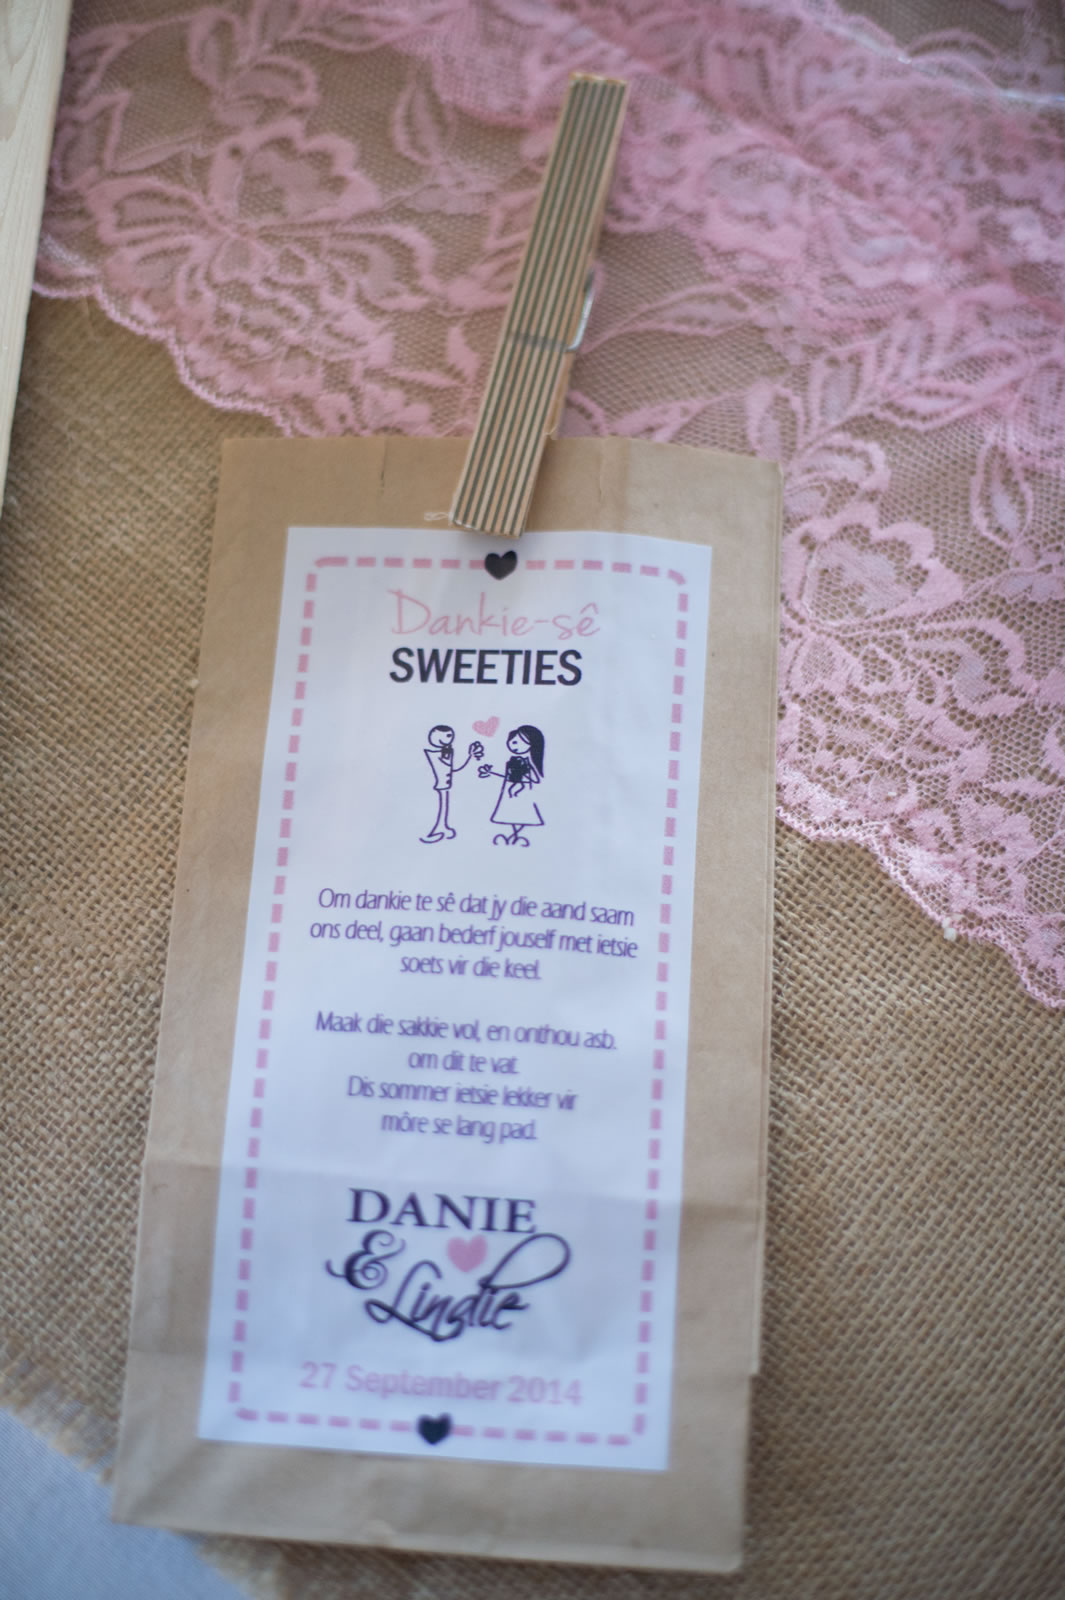 Dankie-sê
SWEETIES
Om dankie te sê dat jy die aand saam
ons deel, gaan bederf jouself met ietsie
soets vir die keel.
Maak die sakkie vol, en onthou asb.
om dit te vat.
Dis sommer ietsie lekker vir
môre se lang pad.
DANIE
& Lindie
27 September 2014